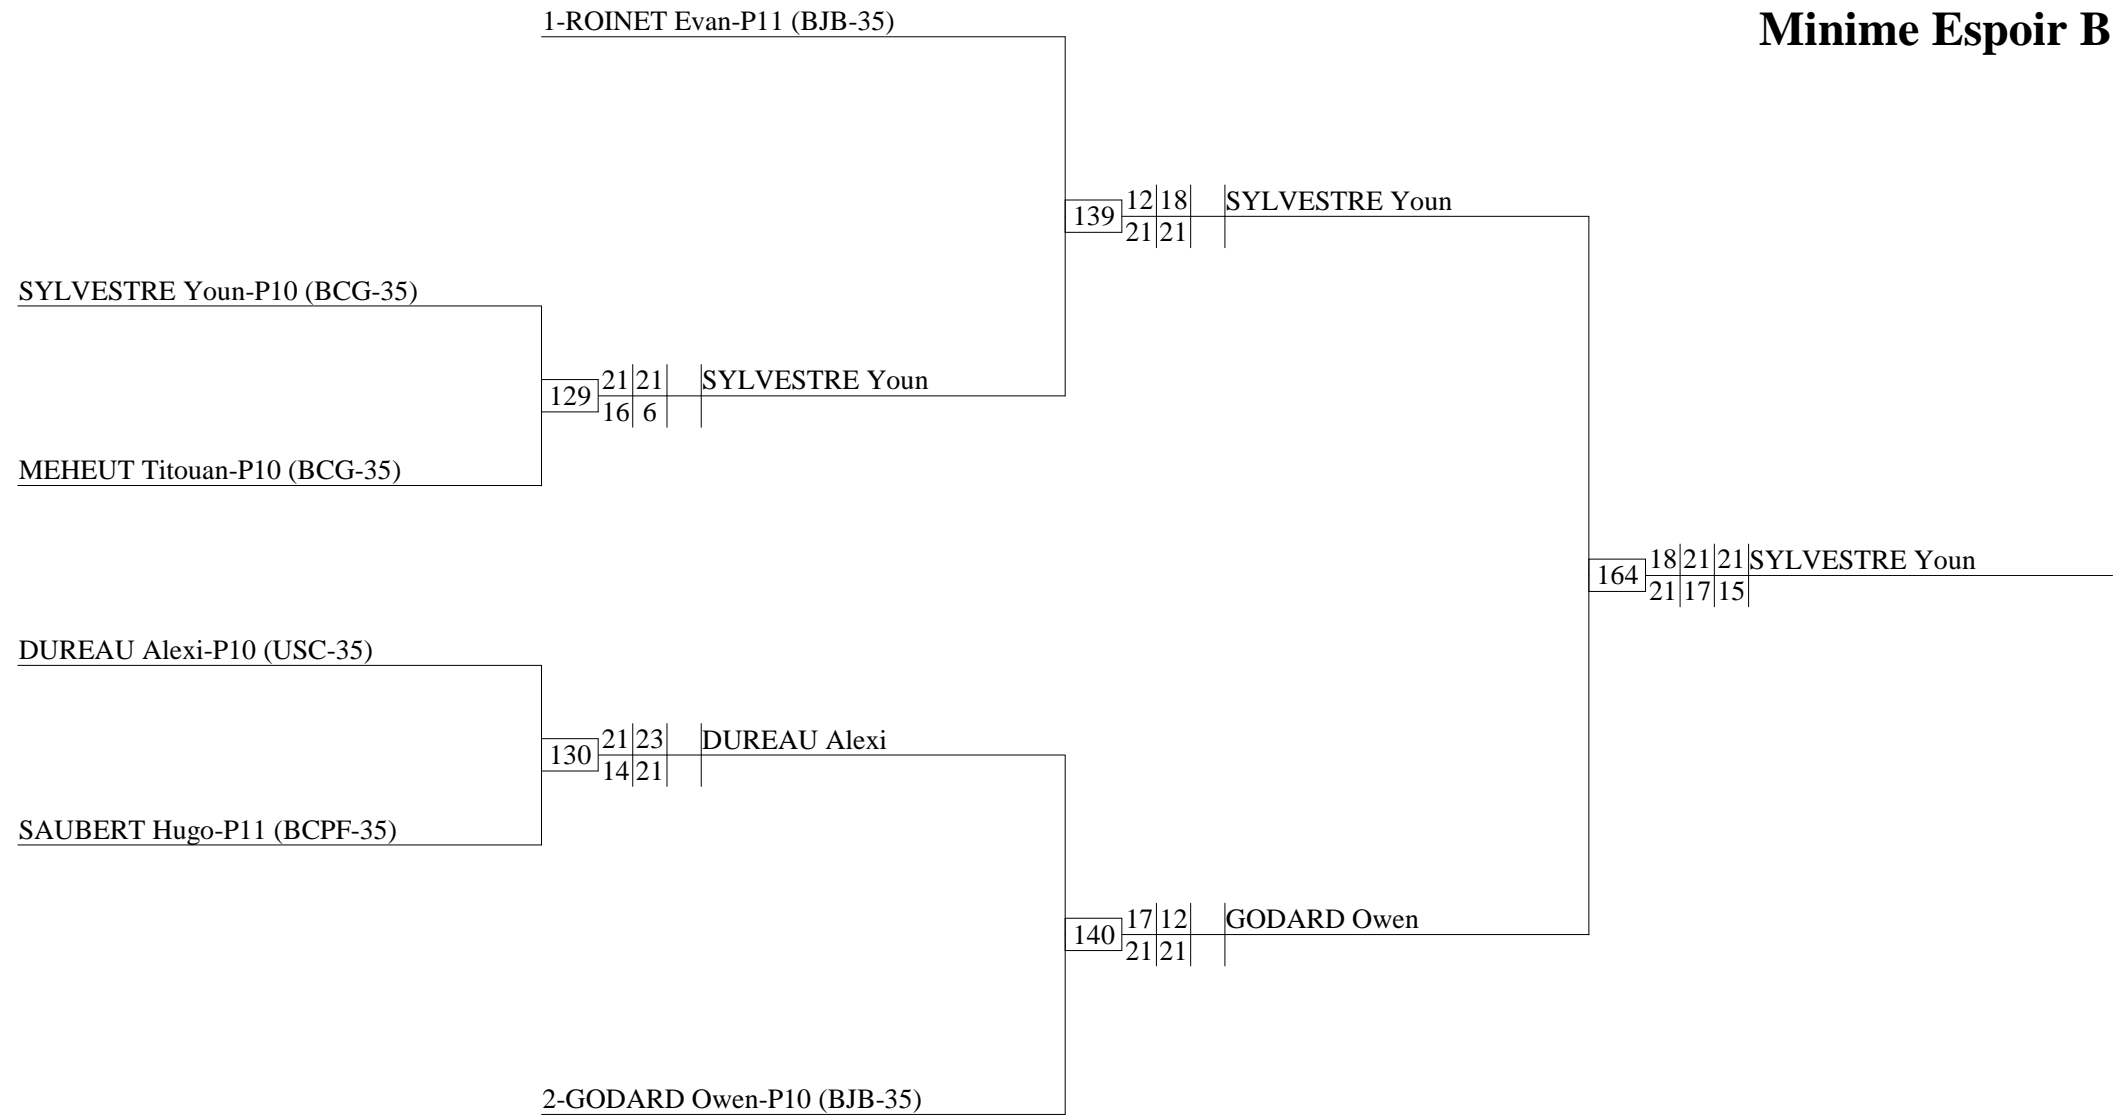 1-ROINET Evan-P11 (BJB-35)
Minime Espoir B
139 12 18 SYLVESTRE Youn
21 21
SYLVESTRE Youn-P10 (BCG-35)
129 21 21 SYLVESTRE Youn
16 6
MEHEUT Titouan-P10 (BCG-35)
164 18 21 21 SYLVESTRE Youn
21 17 15
DUREAU Alexi-P10 (USC-35)
130 21 23 DUREAU Alexi
14 21
SAUBERT Hugo-P11 (BCPF-35)
140 17 12 GODARD Owen
21 21
2-GODARD Owen-P10 (BJB-35)